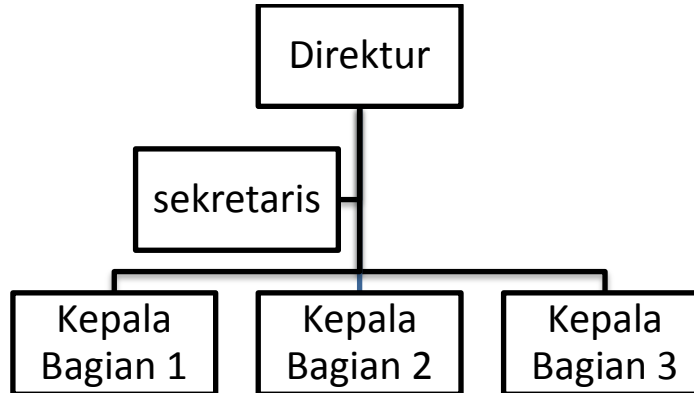 Direktur
sekretaris
Kepala
Bagian 1
Kepala
Bagian 2
Kepala
Bagian 3